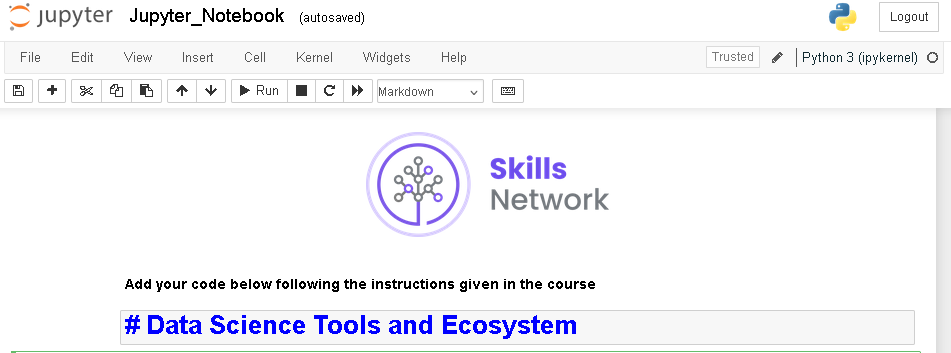 jupyter Jupyter_Notebook (autosaved) Logout
File Edit View Insert Cell Kernel Widgets Help Trusted Python 3 (ipykernel)
Run Markdown
Skills
Network
Add your code below following the instructions given in the course
# Data Science Tools and Ecosystem